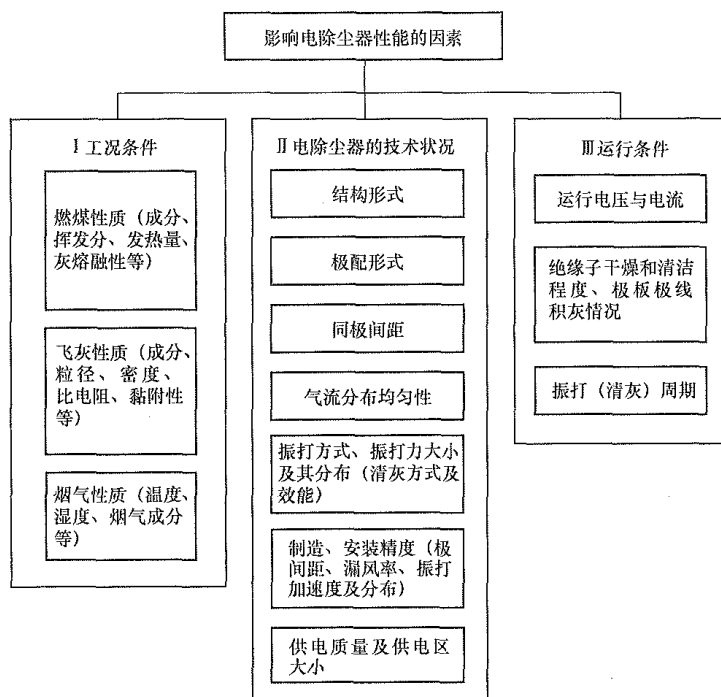 影响电除尘器性能的因素
Ⅰ工况条件
燃煤性质（成分、
挥发分、发热量、
灰熔融性等）
飞灰性质（成分、
粒径、密度、
比电阻、黏附性
等）
烟气性质（温度、
湿度、烟气成分
等）
Ⅱ电除尘器的技术状况
结构形式
极配形式
同极间距
气流分布均匀性
振打方式、振打力大小
及其分布（清灰方式及
效能）
制造、安装精度（极
间距、漏风率、振打
加速度及分布）
供电质量及供电区
大小
Ⅲ运行条件
运行电压与电流
绝缘子干燥和清洁
程度、极板极线
积灰情况
振打（清灰）周期